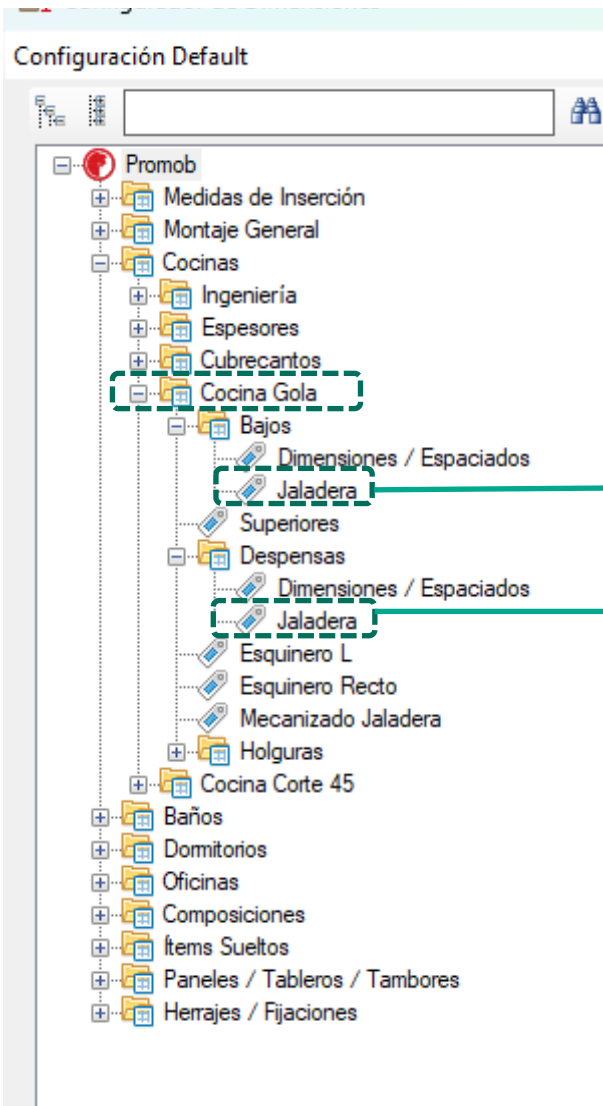 Configuración Default
Promob
Medidas de Inserción
Montaje General
Cocinas
Ingeniería
Espesores
Cubrecantos
Cocina Gola
Bajos
Dimensiones / Espaciados
Jaladera
Superiores
Despensas
Dimensiones / Espaciados
Jaladera
Esquinero L
Esquinero Recto
Mecanizado Jaladera
Holguras
Cocina Corte 45
Baños
Dormitorios
Oficinas
Composiciones
Ítems Sueltos
Paneles / Tableros / Tambores
Herrajes / Fijaciones